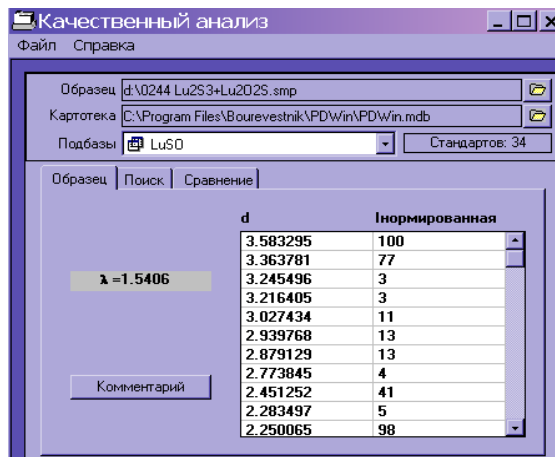 Качественный анализ
Файл Справка
Образец d:\0244 Lu2S3+Lu2O2S.smp
Картотека C:\Program Files\Bourevestnik\PDWin\PDWin.mdb
Подбазы LuSO Стандартов: 34
Образец Поиск Сравнение
d Iнормированная
3.583295 100
3.363781 77
λ =1.5406
3.245496 3
3.216405 3
3.027434 11
2.939768 13
2.879129 13
2.773845 4
Комментарий
2.451252 41
2.283497 5
2.250065 98